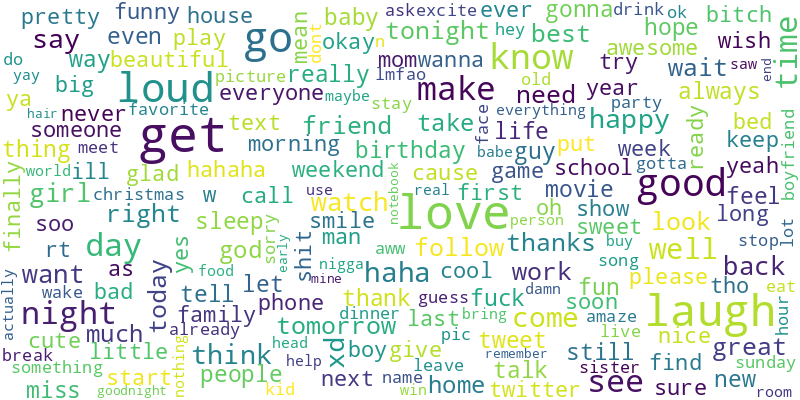 pretty funny house
say even play
do way beautiful
yay big
ya never favorite
hair someone
thing meet
world ill
finally girl christmas w call
soo right sleep
rt day yes god
want as bad today tell let
actually wake
night family phone
much already
break cute little think
something start nothing people
miss goodnight
go loud get
picture really everyone
text morning
hahaha glad
mean dont okay baby
tonight askexcite ever gonna drink ok bitch
n hey best hope wish
mom wanna know awesome
lmfao try wait saw end time
maybe old everything
stay make need year always
friend take face life party happy bed
birthday babe guy week put keep ready
weekend cause game school gotta yeah boyfriend
watch notebook first movie good feel
use real love oh show look long lot
smile person sweet buy well stop
sorry man follow thanks song back
early shit aww haha cool work please tho
food nigga fun eat
mine guess fuck damn soon amaze laugh hour
thank last bring come live nice
tomorrow dinner tweet still great
head xd boy give pic remember find sunday
help leave talk sister new
next name home twitter see sure room
kid win